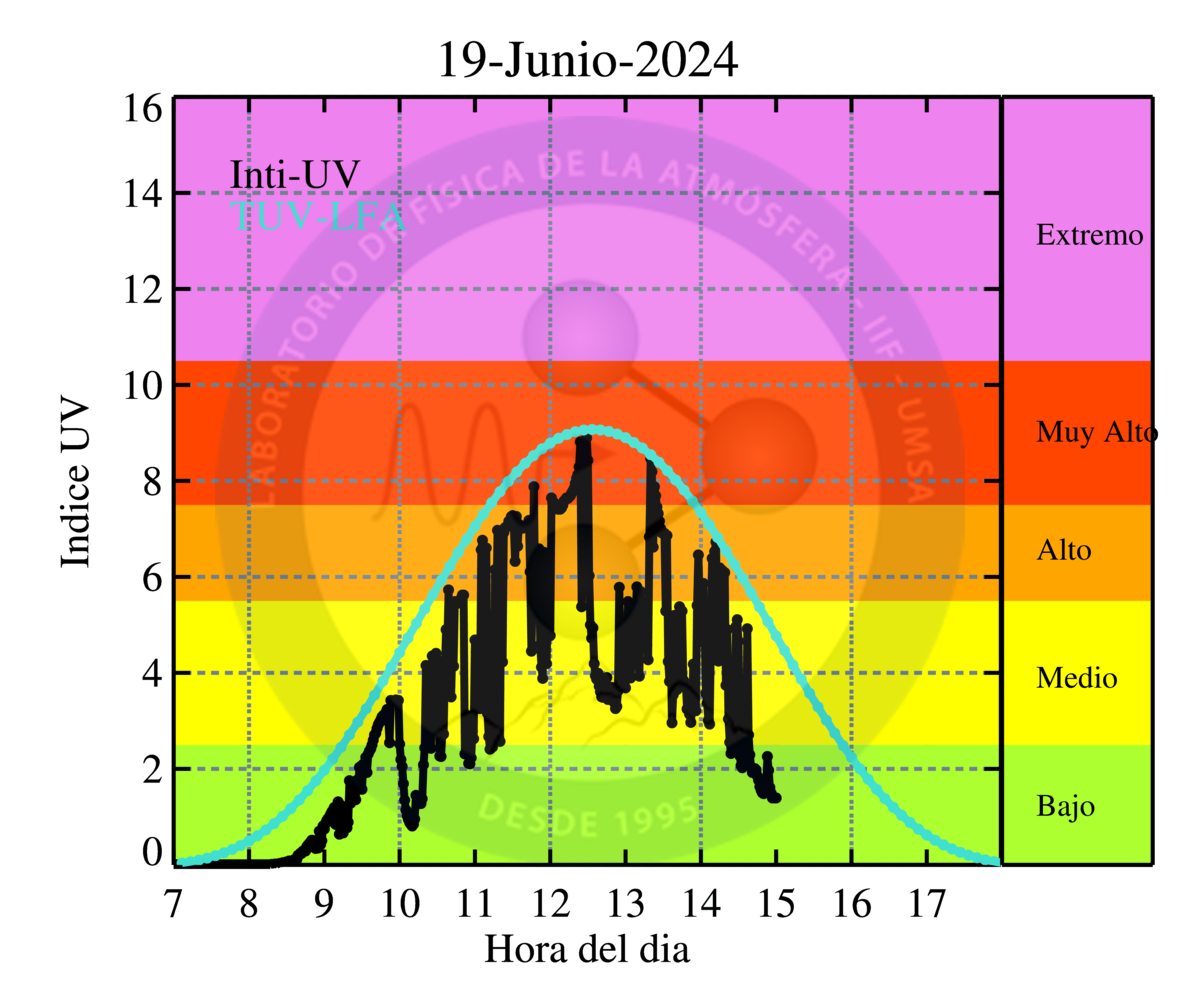 19-Junio-2024
Inti-UV
TUV-LFA
LABORATORIO DE FÍSICA DE LA ATMÓSFERA - IIF - UMSA
DESDE 1995
Indice UV
16
14
12
10
8
6
4
2
0
Extremo
Muy Alto
Alto
Medio
Bajo
7 8 9 10 11 12 13 14 15 16 17
Hora del dia